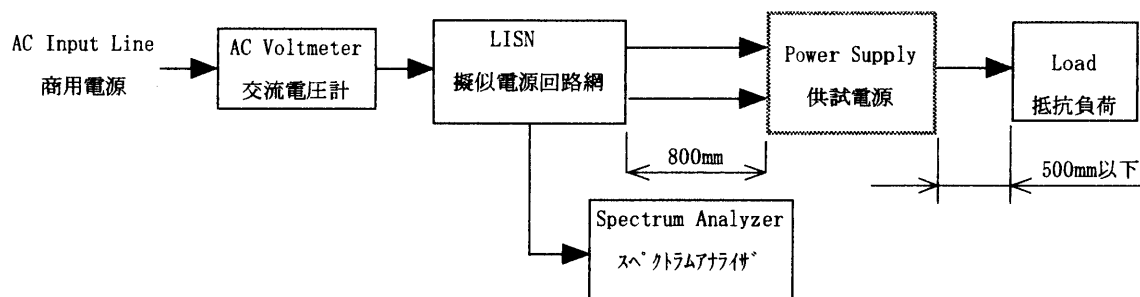 AC Input Line
商用電源
AC Voltmeter
交流電圧計
LISN
擬似電源回路網
Power Supply
供試電源
Load
抵抗負荷
800mm
500mm以下
Spectrum Analyzer
ｽﾍﾟｸﾄﾗﾑｱﾅﾗｲｻﾞ